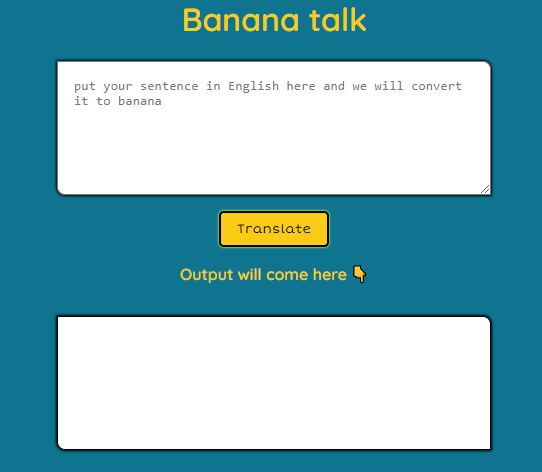 Banana talk
put your sentence in English here and we will convert
it to banana
Translate
Output will come here 👇